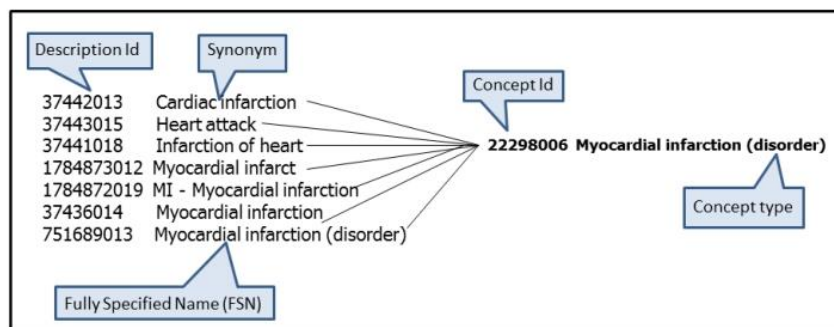 Description Id
Synonym
Concept Id
37442013 Cardiac infarction
37443015 Heart attack
37441018 Infarction of heart
22298006 Myocardial infarction (disorder)
1784873012 Myocardial infarct
1784872019 MI - Myocardial infarction
37436014 Myocardial infarction
751689013 Myocardial infarction (disorder)
Concept type
Fully Specified Name (FSN)